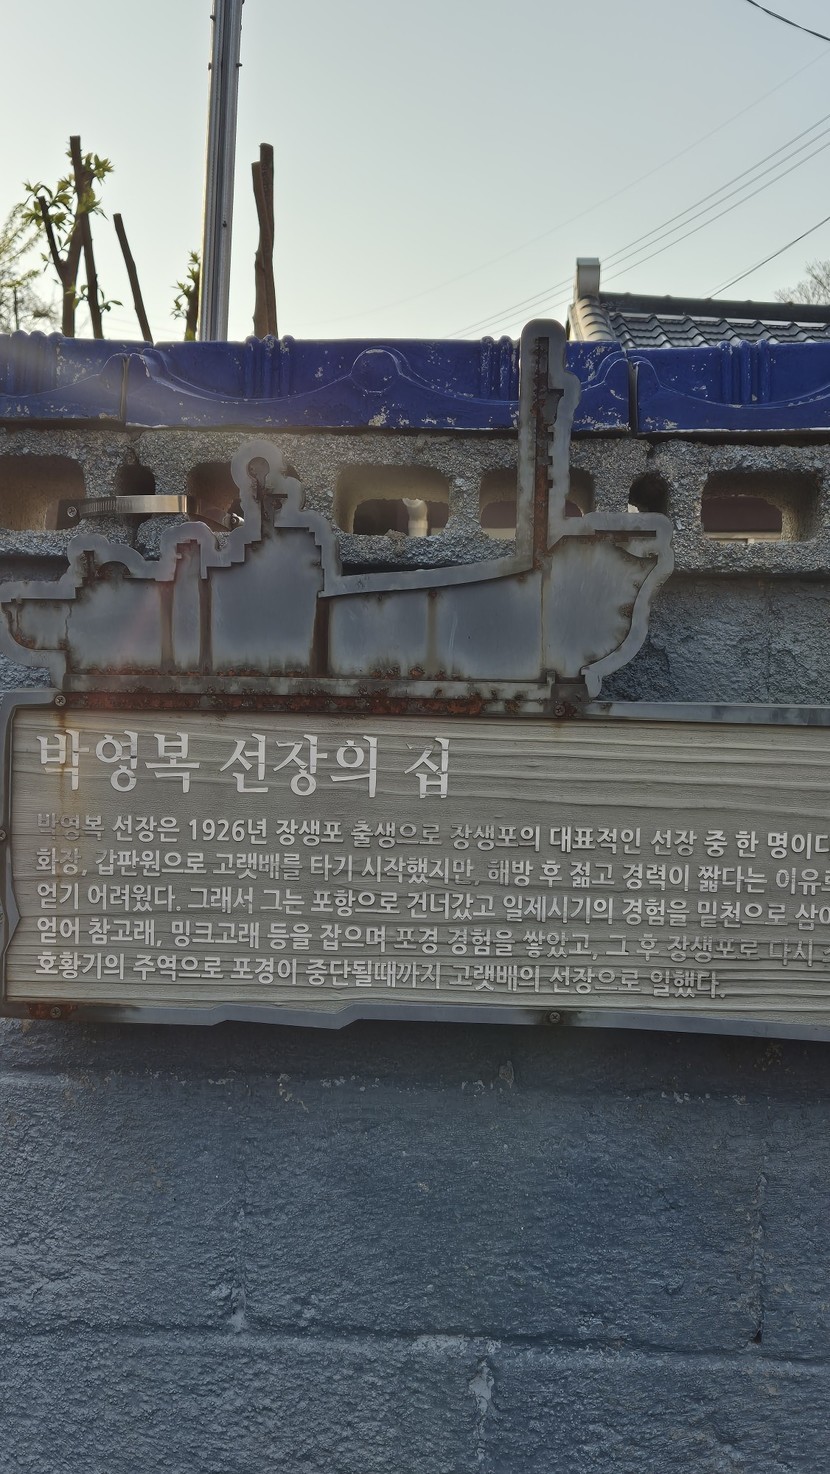 박영복 선장의 집
박영복 선장은 1926년 장생포 출생으로 장생포의 대표적인 선장 중 한 명이다
화장, 갑판원으로 고랫배를 타기 시작했지만, 해방 후 젊고 경력이 짧다는 이유로
얻기 어려웠다. 그래서 그는 포항으로 건너갔고 일제시기의 경험을 밑천으로
얻어 참고래, 밍크고래 등을 잡으며 포경 경험을 쌓았고, 그 후 장생포로 다시
호황기의 주역으로 포경이 중단될때까지 고랫배의 선장으로 일했다.